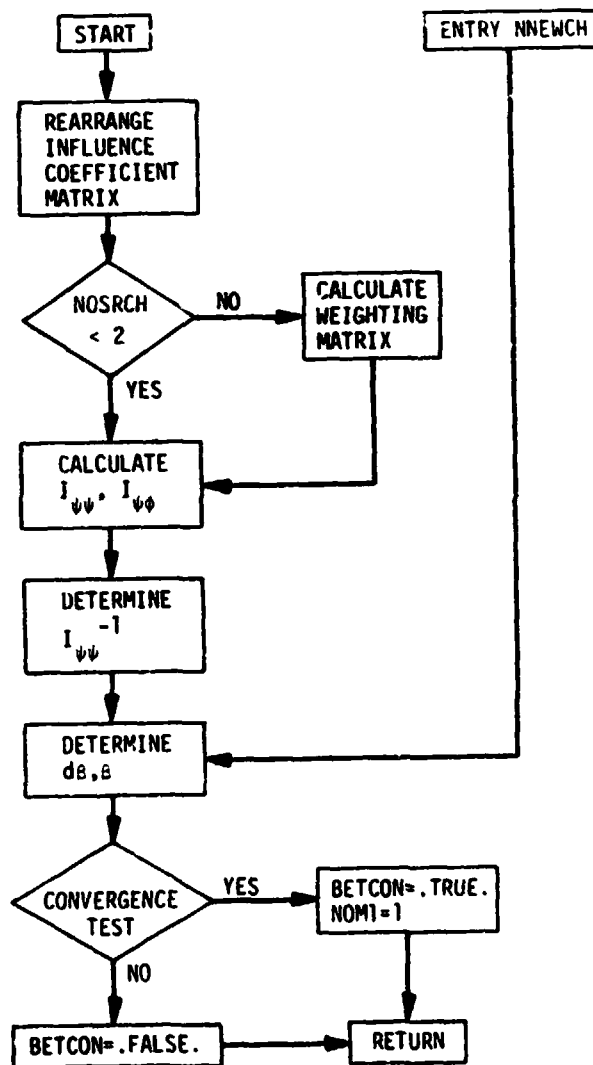 START
ENTRY NNEWCH
REARRANGE
INFLUENCE
COEFFICIENT
MATRIX
NOSRCH
< 2
NO
CALCULATE
WEIGHTING
MATRIX
YES
CALCULATE
I_ψψ, I_ψφ
DETERMINE
I_ψψ^-1
DETERMINE
dβ,β
CONVERGENCE
TEST
YES
BETCON=.TRUE.
NOM1=1
NO
BETCON=.FALSE.
RETURN